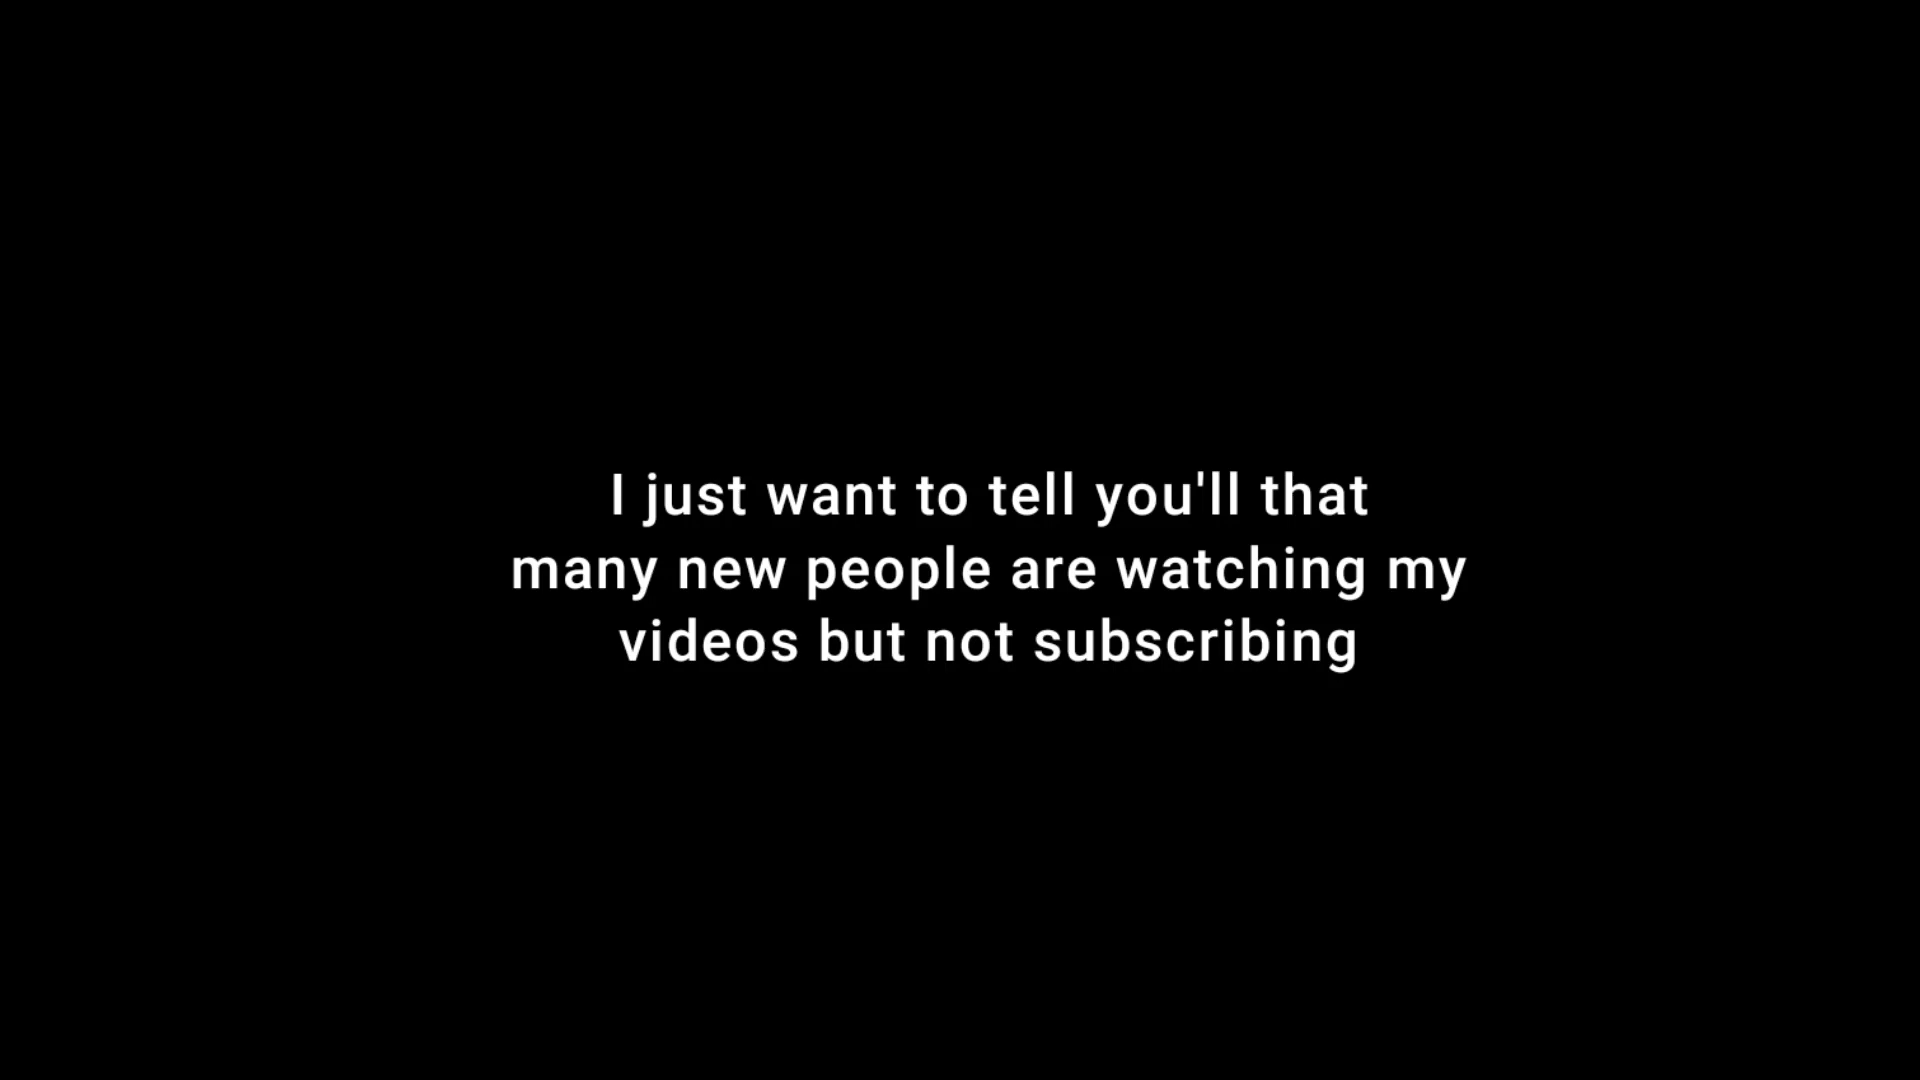 I just want to tell you'll that
many new people are watching my
videos but not subscribing